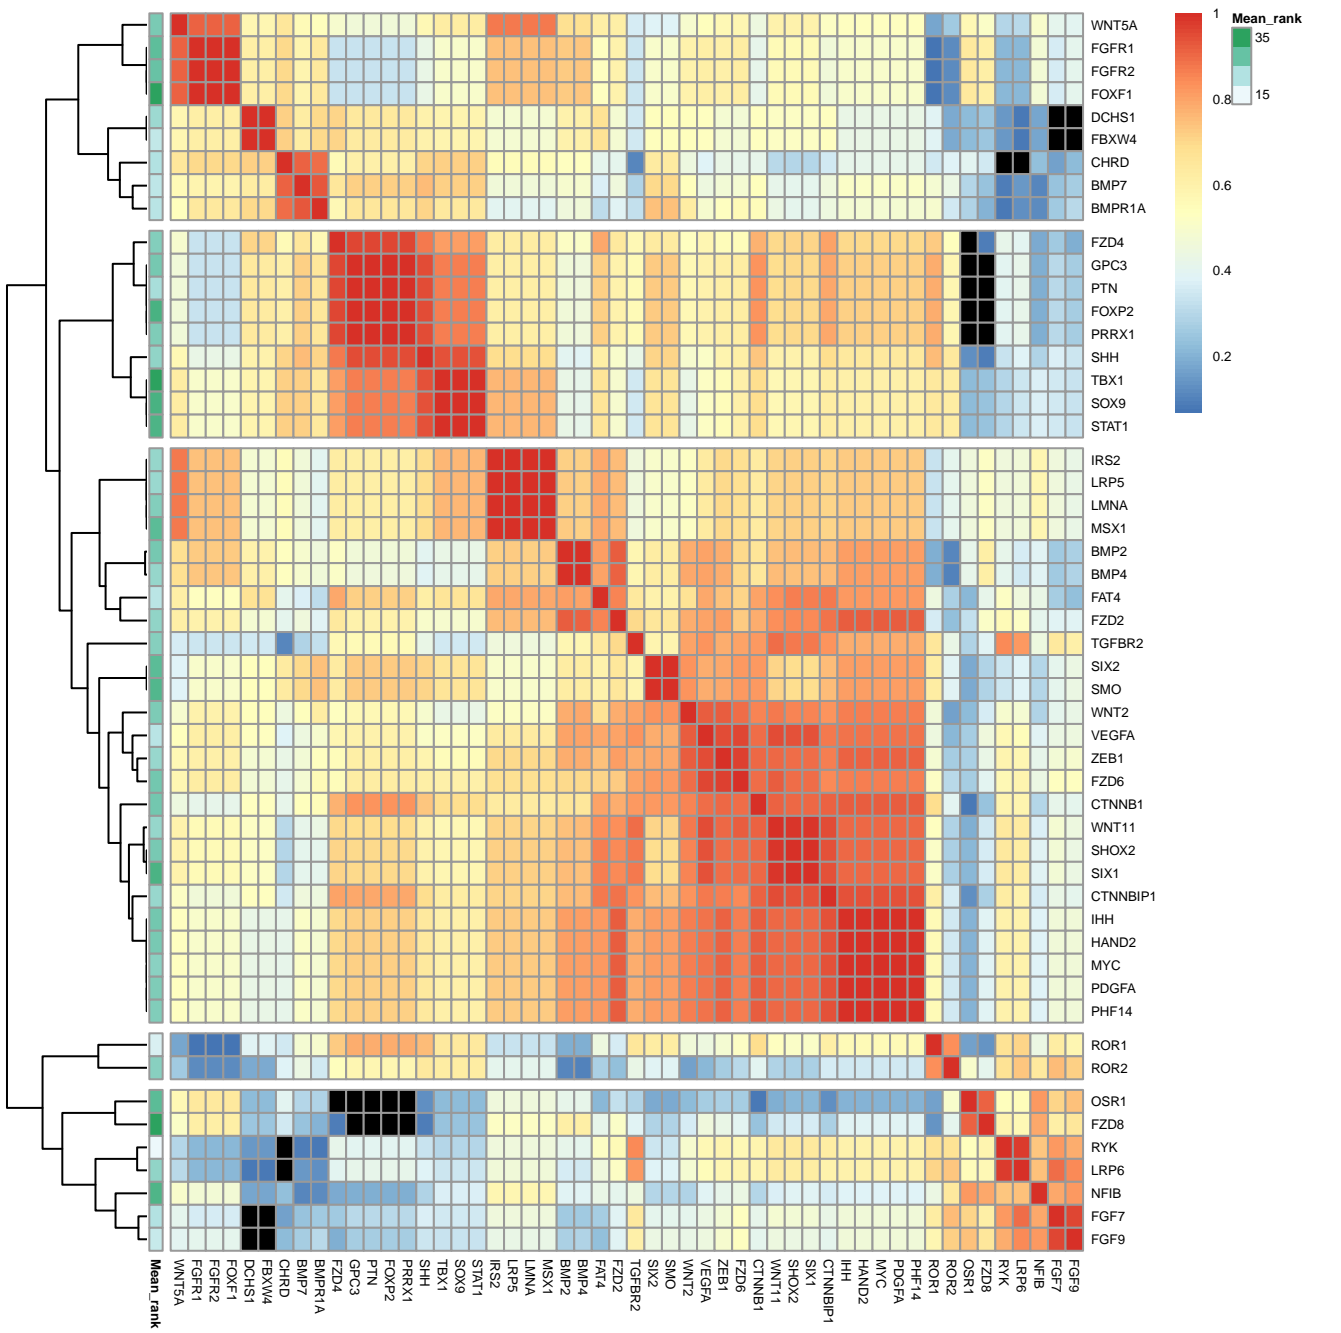 1
0.8
0.6
0.4
0.2
Mean_rank
35
15
WNT5A
FGFR1
FGFR2
FOXF1
DCHS1
FBXW4
CHRD
BMP7
BMPR1A
FZD4
GPC3
PTN
FOXP2
PRRX1
SHH
TBX1
SOX9
STAT1
IRS2
LRP5
LMNA
MSX1
BMP2
BMP4
FAT4
FZD2
TGFBR2
SIX2
SMO
WNT2
VEGFA
ZEB1
FZD6
CTNNB1
WNT11
SHOX2
SIX1
CTNNBIP1
IHH
HAND2
MYC
PDGFA
PHF14
ROR1
ROR2
OSR1
FZD8
RYK
LRP6
NFIB
FGF7
FGF9
Mean_rank
WNT5A
FGFR1
FGFR2
FOXF1
DCHS1
FBXW4
CHRD
BMP7
BMPR1A
FZD4
GPC3
PTN
FOXP2
PRRX1
SHH
TBX1
SOX9
STAT1
IRS2
LRP5
LMNA
MSX1
BMP2
BMP4
FAT4
FZD2
TGFBR2
SIX2
SMO
WNT2
VEGFA
ZEB1
FZD6
CTNNB1
WNT11
SHOX2
SIX1
CTNNBIP1
IHH
HAND2
MYC
PDGFA
PHF14
ROR1
ROR2
OSR1
FZD8
RYK
LRP6
NFIB
FGF7
FGF9